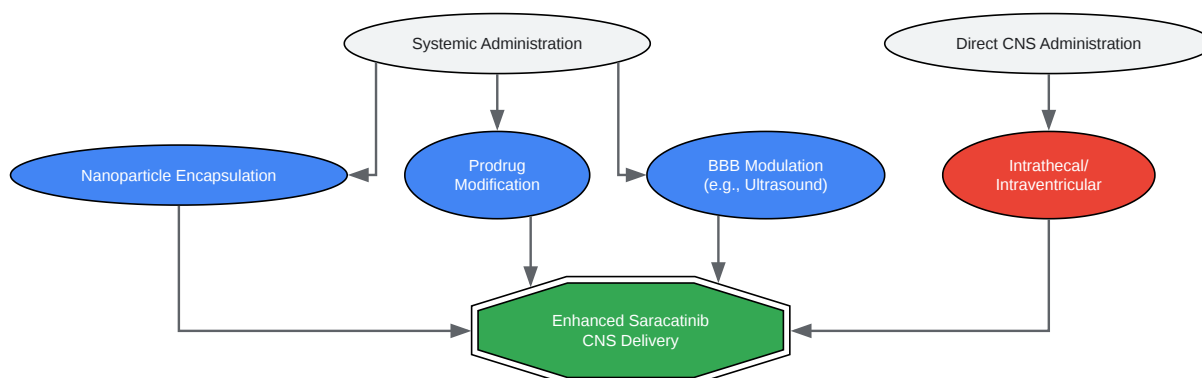 Systemic Administration
Direct CNS Administration
Nanoparticle Encapsulation
Prodrug
Modification
BBB Modulation
(e.g., Ultrasound)
Intrathecal/
Intraventricular
Enhanced Saracatinib
CNS Delivery